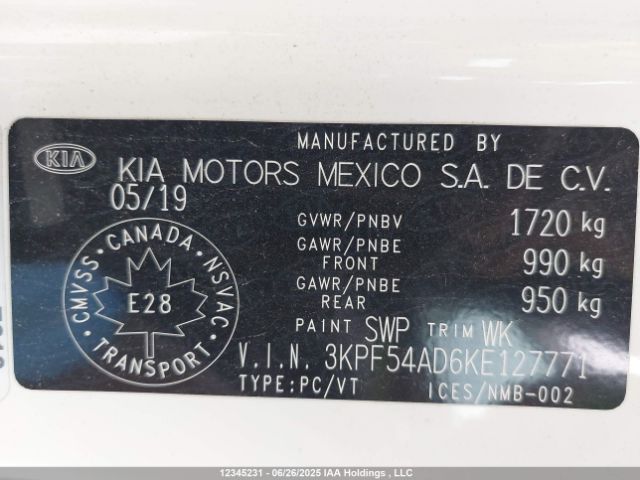 KIA
MANUFACTURED BY
KIA MOTORS MEXICO S.A. DE C.V.
05/19
GVWR/PNBV 1720 kg
GAWR/PNBE FRONT 990 kg
GAWR/PNBE REAR 950 kg
CANADA
CMVSS NSVAC
E28
TRANSPORT
PAINT SWP TRIM WK
V.I.N. 3KPF54AD6KE127771
TYPE:PC/VT ICES/NMB-002
12345231 - 06/26/2025 IAA Holdings , LLC